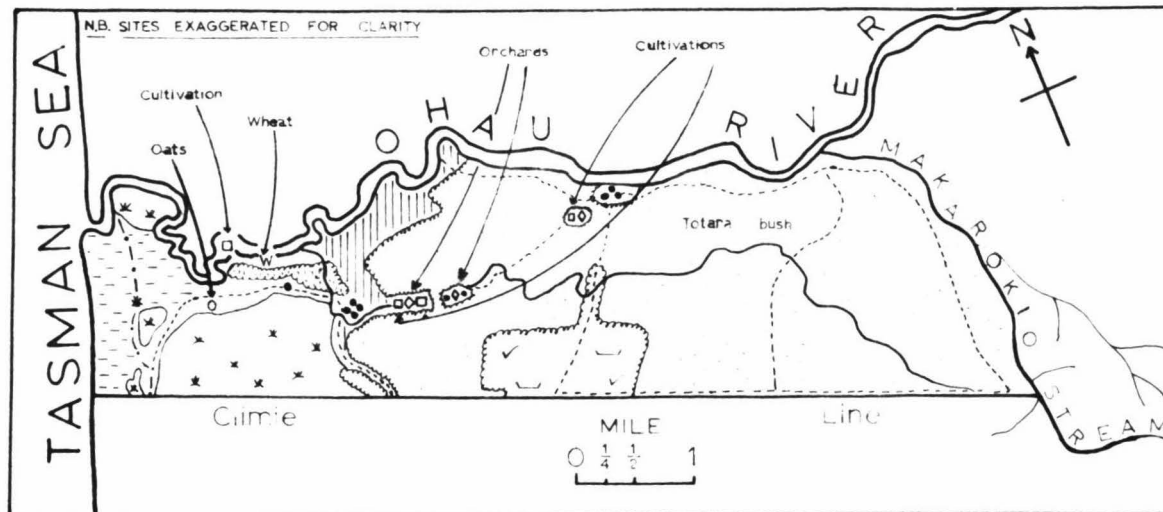 N.B. SITES EXAGGERATED FOR CLARITY
TASMAN SEA
Orchards
Cultivations
Cultivation
Wheat
Oats
OHAU RIVER
N
W
Totara bush
MAKAROKIO STREAM
Gilmie Line
MILE
0 1/4 1/2 1